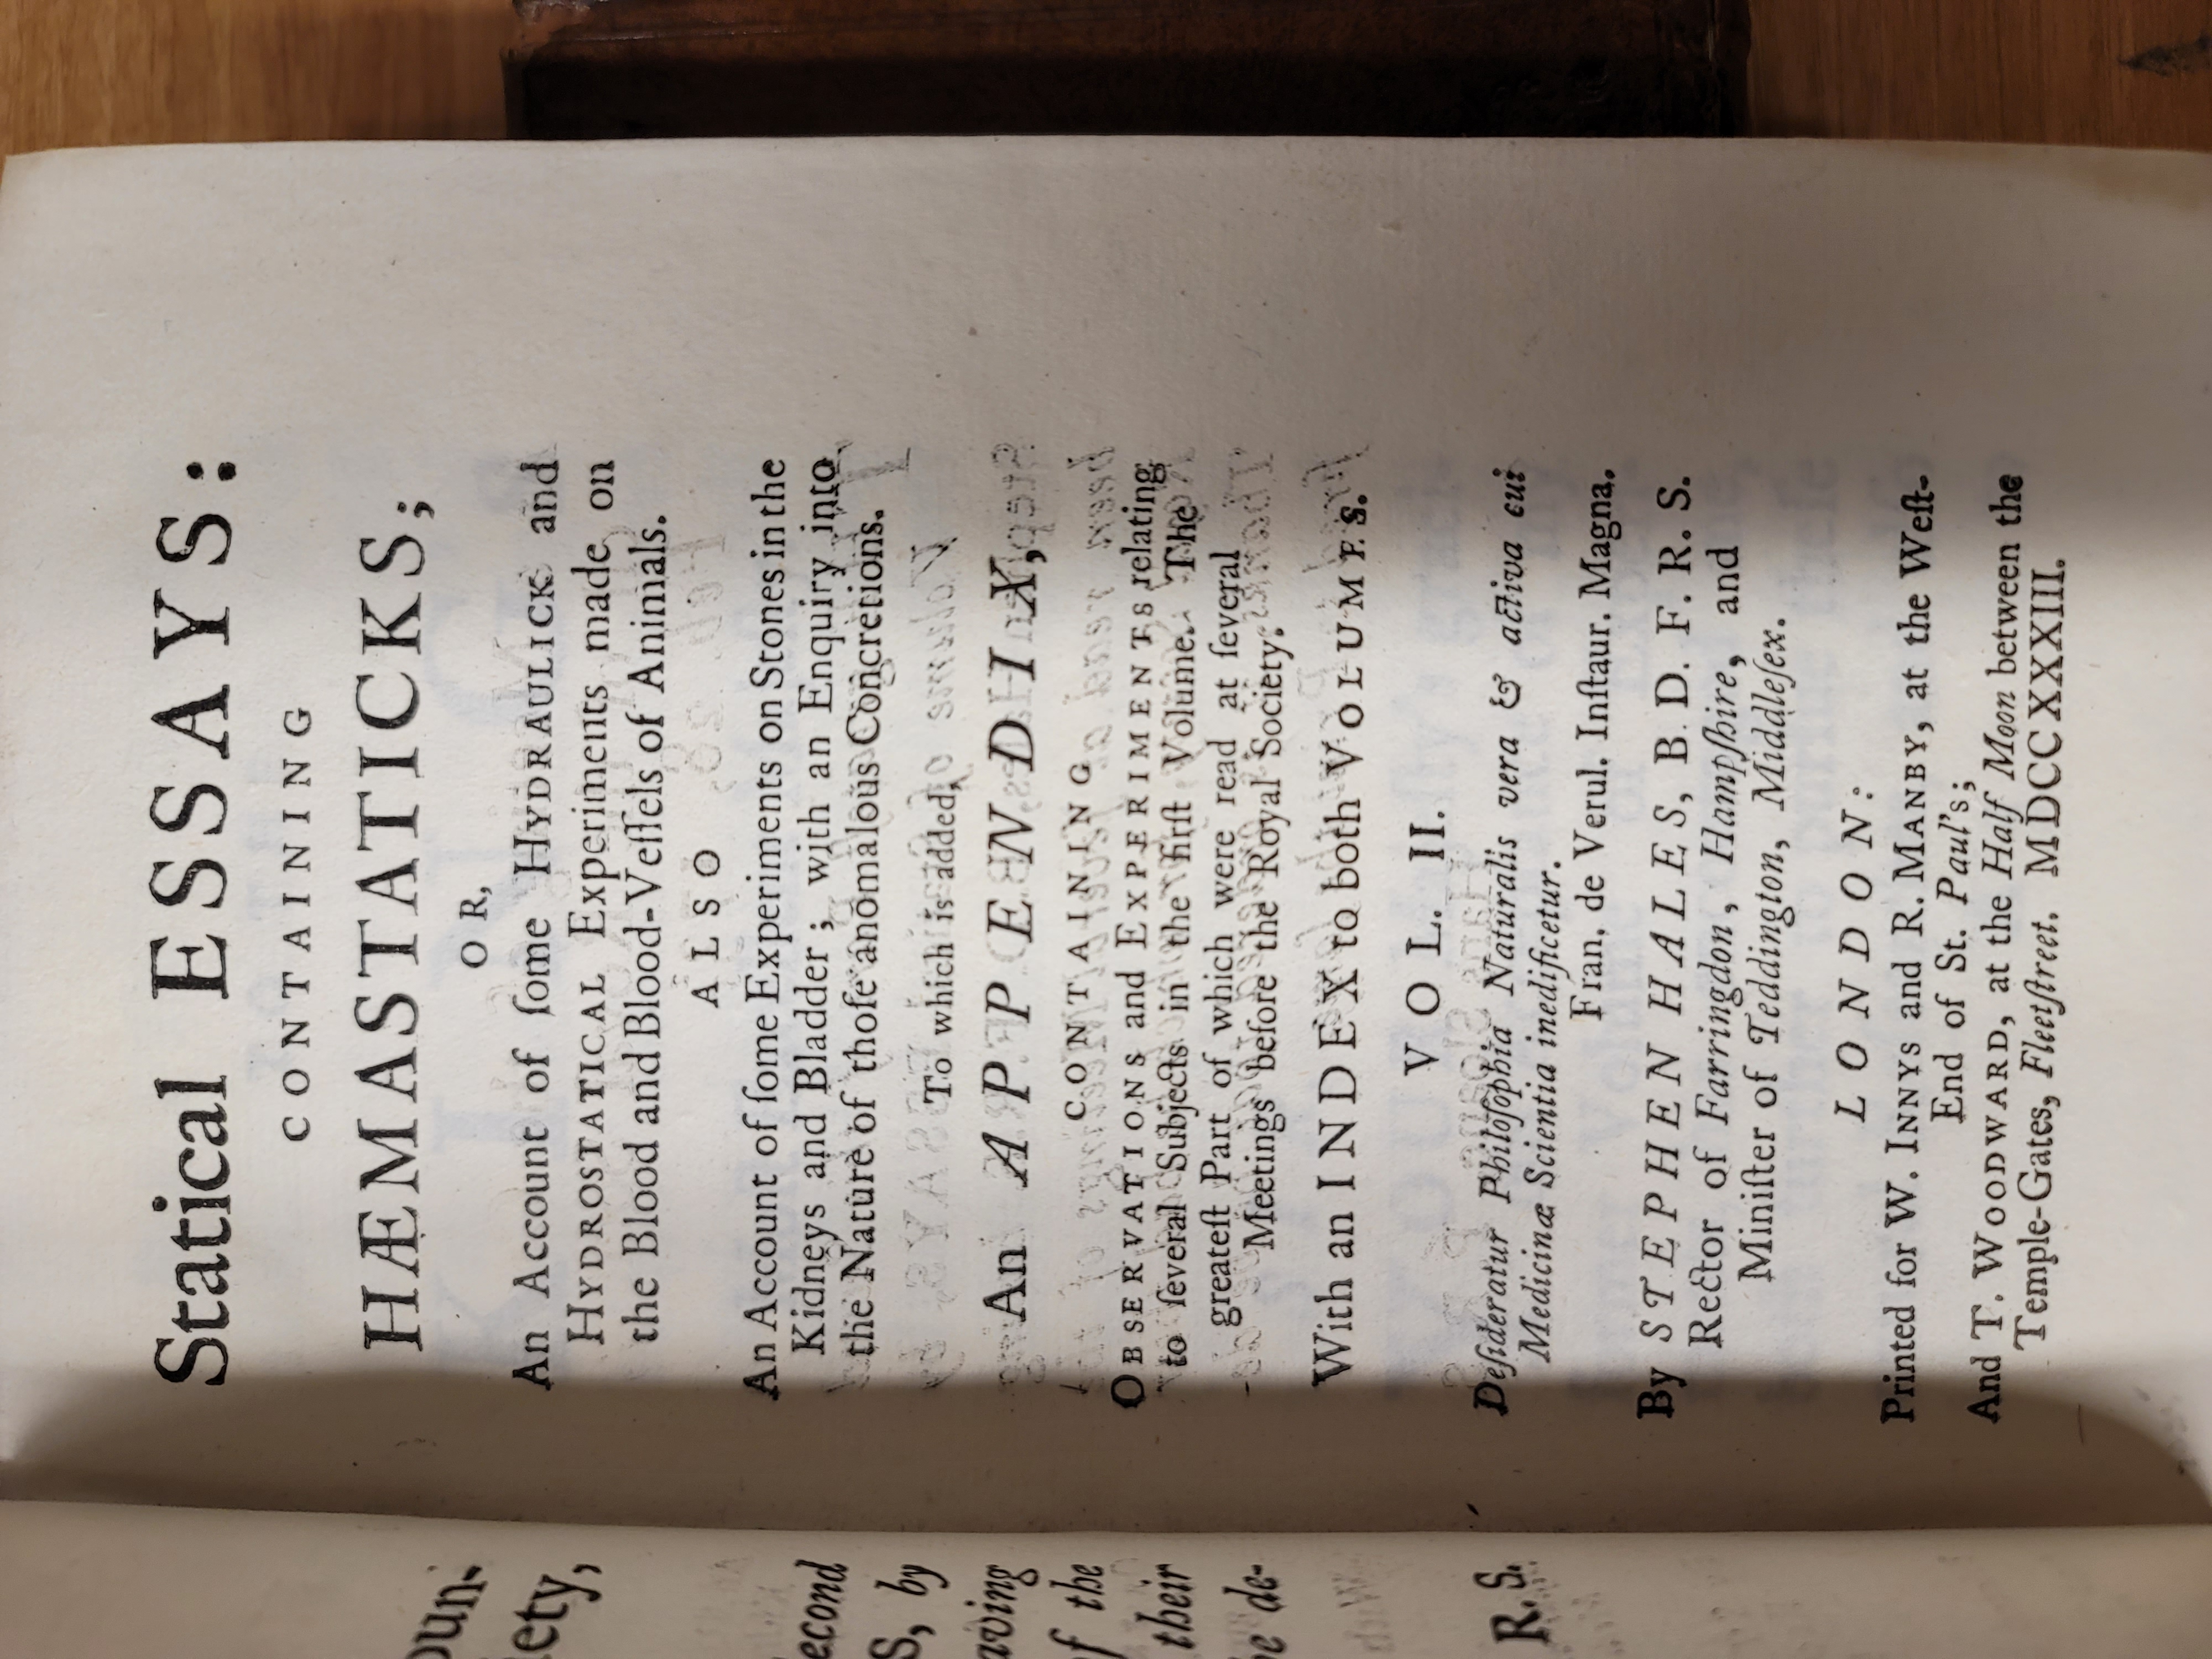 oun-
iety,
econd
S, by
aving
f the
their
e de-
R. S.
Statical ESSAYS:
CONTAINING
HÆMASTATICKS;
OR,
An Account of ſome HYDRAULICK and
HYDROSTATICAL Experiments made on
the Blood and Blood-Veſſels of Animals.
ALSO
An Account of ſome Experiments on Stones in the
Kidneys and Bladder; with an Enquiry into
the Nature of thoſe anomalous Concretions.
To which is added,
An APPENDIX,
CONTAINING
OBSERVATIONS and EXPERIMENTS relating
to ſeveral Subjects in the firſt Volume. The
greateſt Part of which were read at ſeveral
Meetings before the Royal Society.
With an INDEX to both VOLUMES.
VOL. II.
Deſideratur Philoſophia Naturalis vera & activa cui
Medicinæ Scientia inedificetur.
Fran. de Verul. Inſtaur. Magna.
By STEPHEN HALES, B. D. F. R. S.
Rector of Farringdon, Hampſhire, and
Miniſter of Teddington, Middleſex.
LONDON:
Printed for W. INNYS and R. MANBY, at the Weſt-
End of St. Paul's;
And T. WOODWARD, at the Half Moon between the
Temple-Gates, Fleetſtreet. MDCCXXXIII.